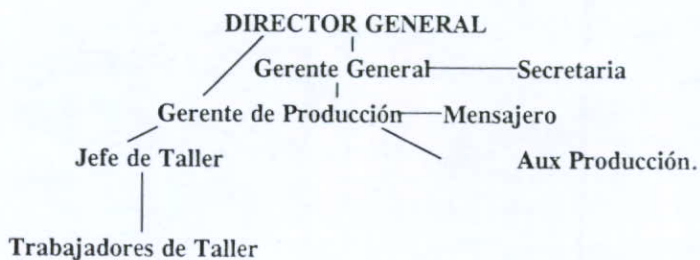 DIRECTOR GENERAL
Gerente General Secretaria
Gerente de Producción Mensajero
Jefe de Taller Aux Producción.
Trabajadores de Taller